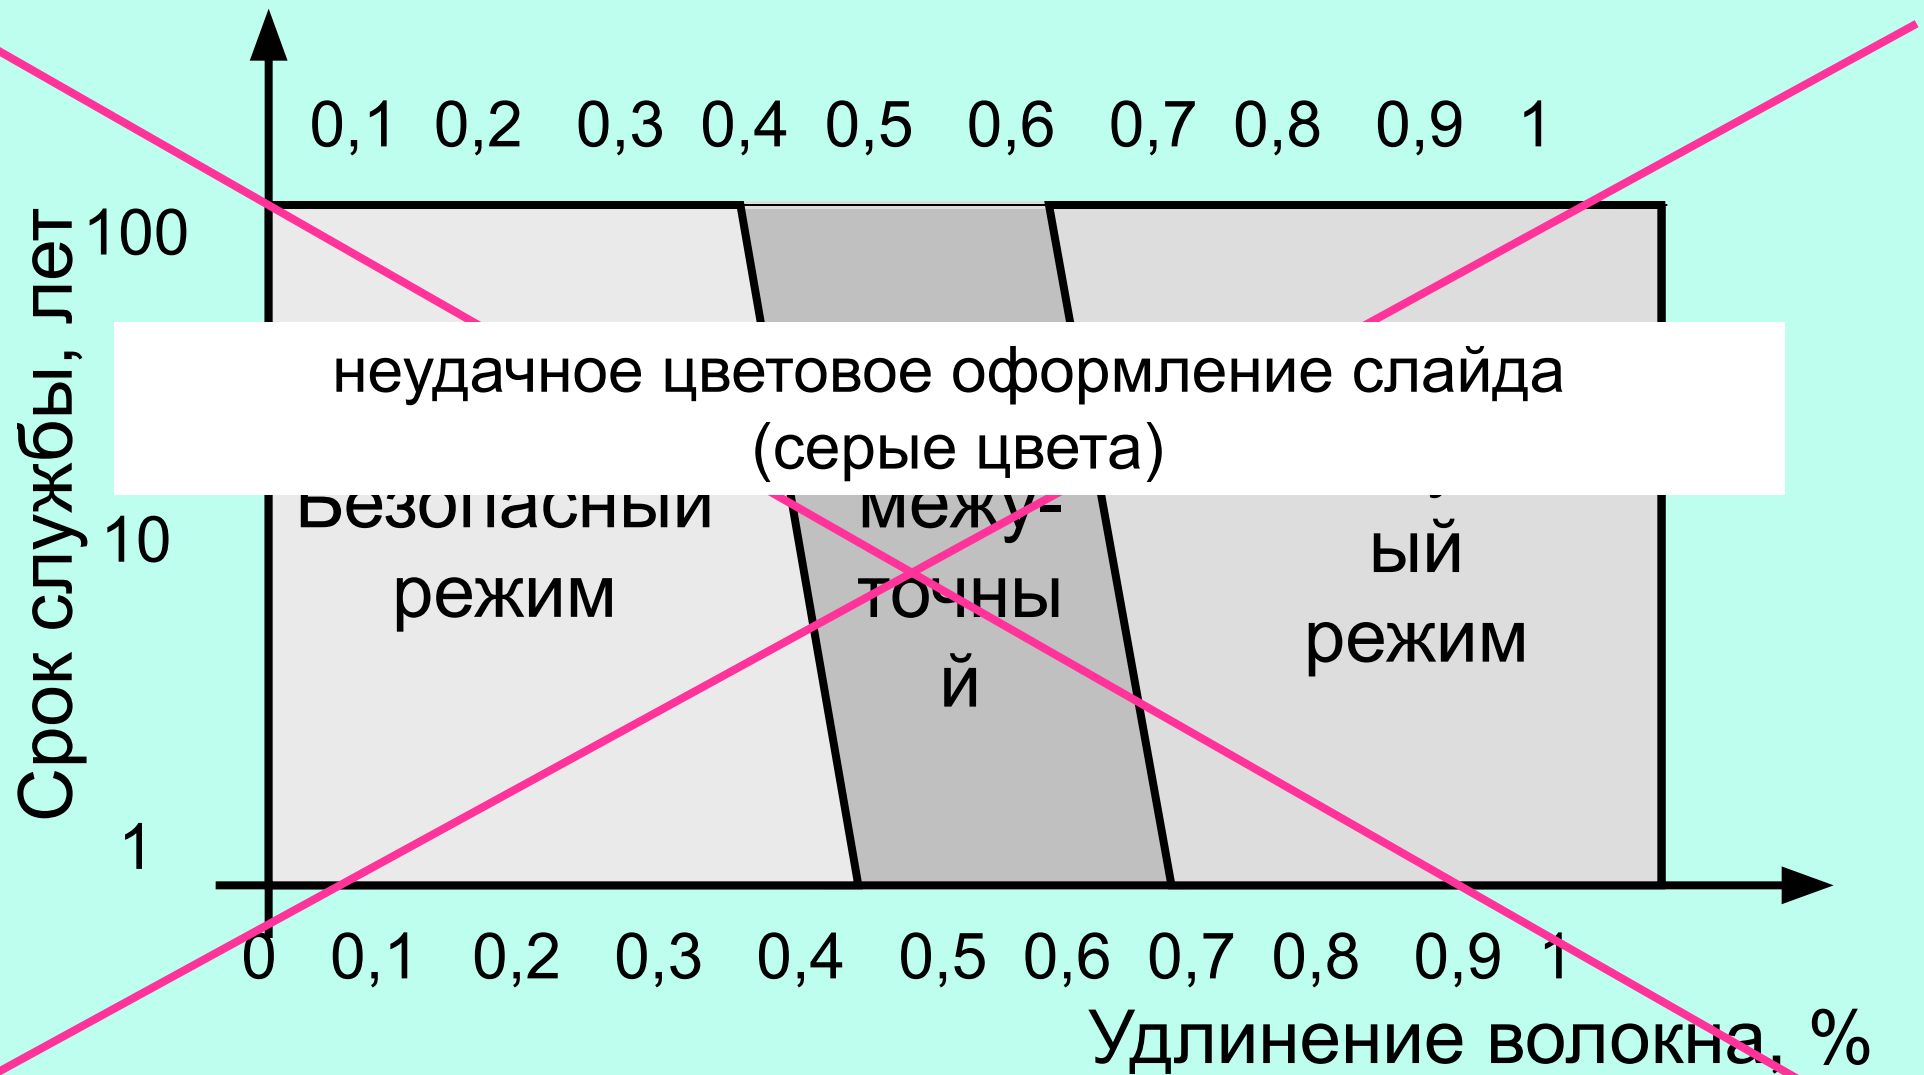 0,1 0,2 0,3 0,4 0,5 0,6 0,7 0,8 0,9 1
Срок службы, лет
100
10
1
неудачное цветовое оформление слайда
(серые цвета)
Безопасный
режим
межу-
точны
й
ый
режим
0 0,1 0,2 0,3 0,4 0,5 0,6 0,7 0,8 0,9 1
Удлинение волокна, %